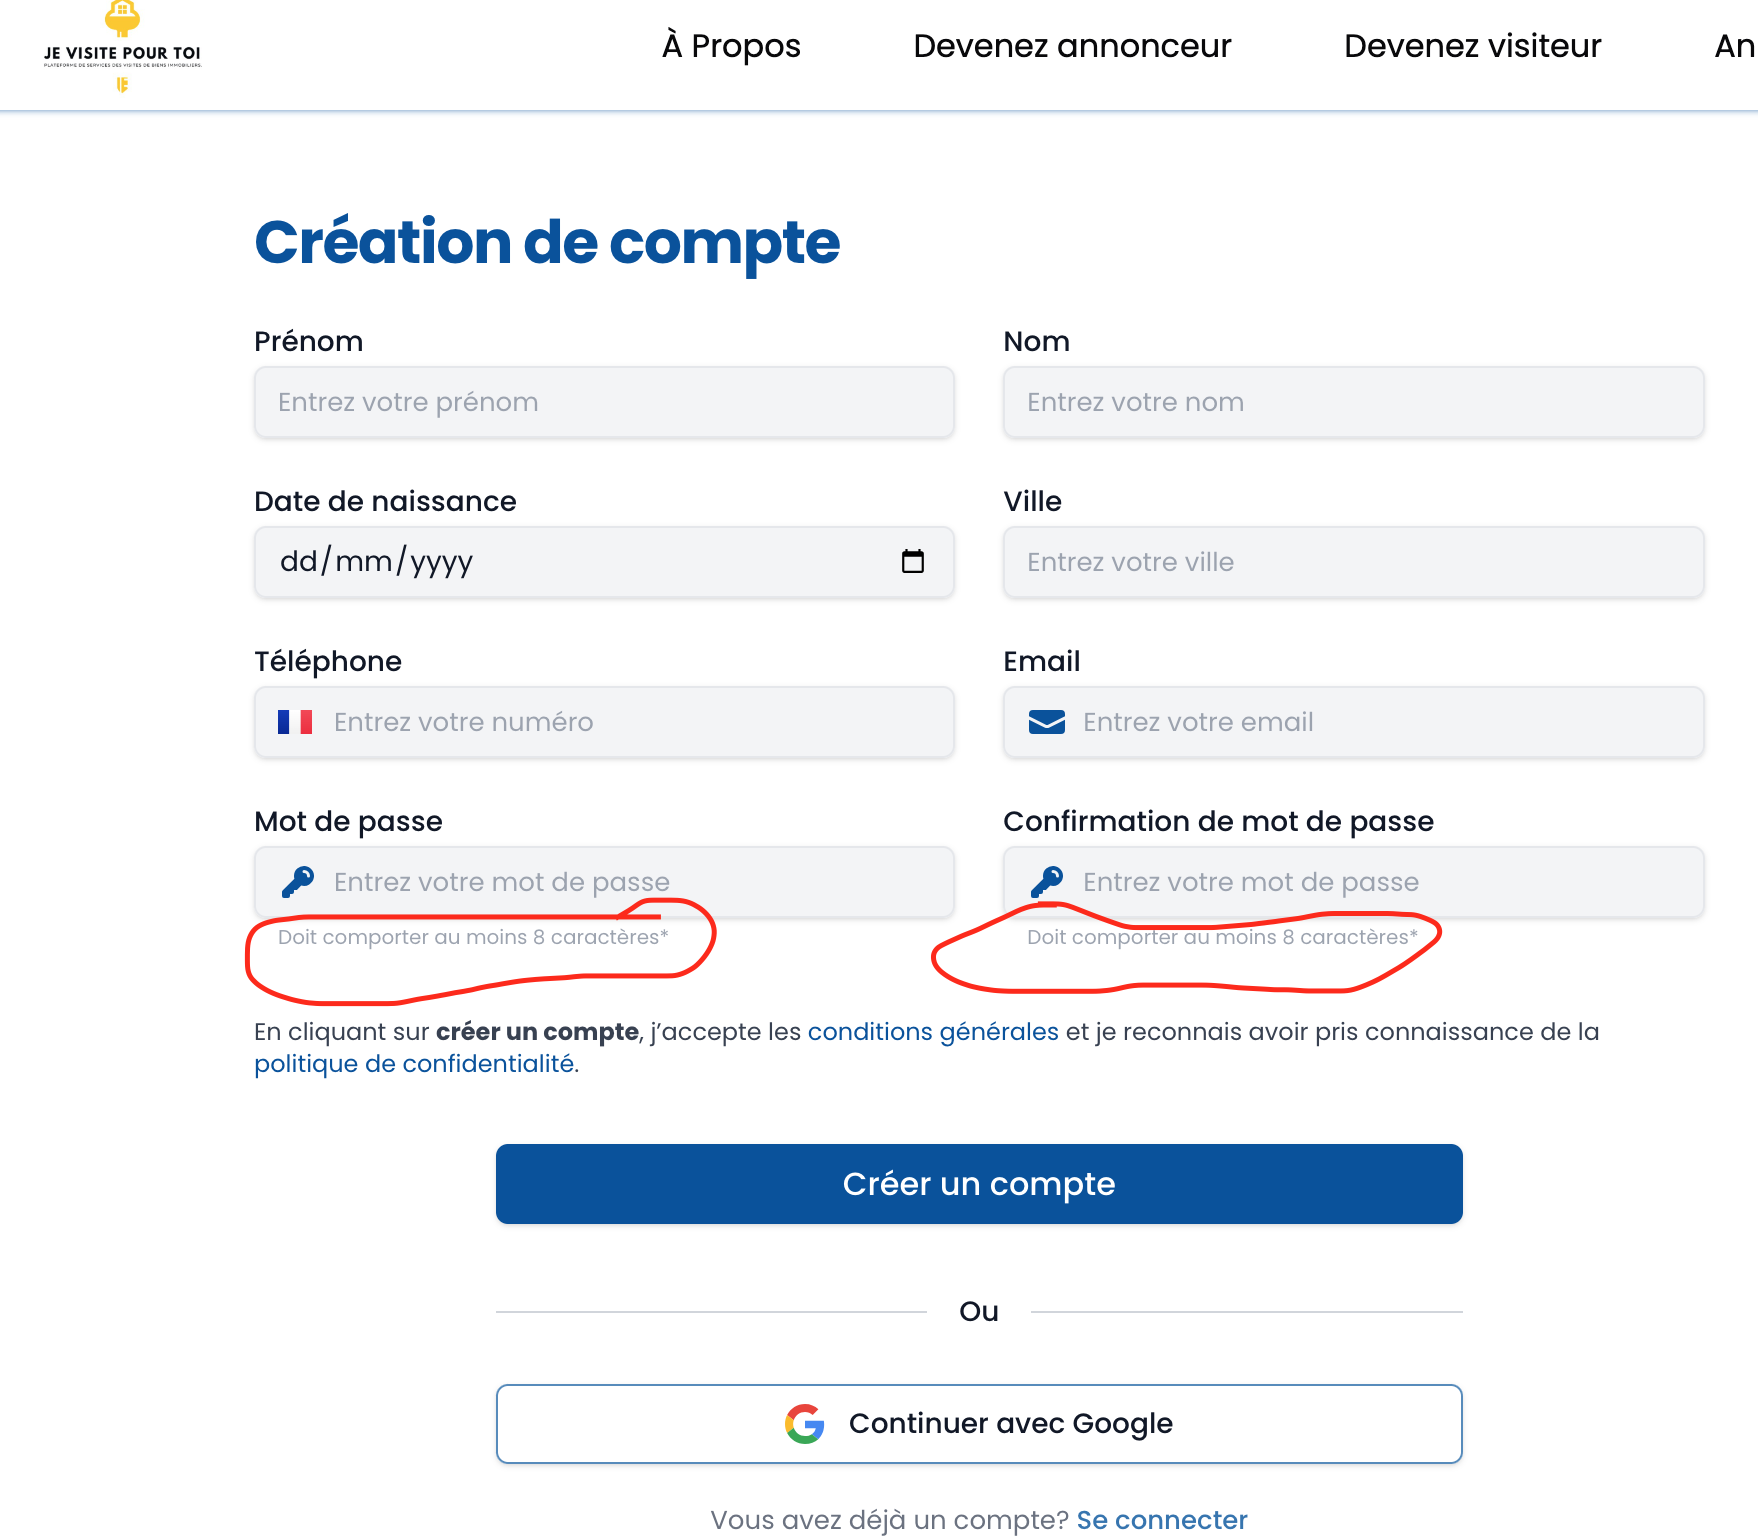 JE VISITE POUR TOI
PLATEFORME DE SERVICES DES VISITES DE BIENS IMMOBILIERS.
À Propos
Devenez annonceur
Devenez visiteur
An
Création de compte
Prénom
Nom
Entrez votre prénom
Entrez votre nom
Date de naissance
Ville
dd/mm/yyyy
Entrez votre ville
Téléphone
Email
Entrez votre numéro
Entrez votre email
Mot de passe
Confirmation de mot de passe
Entrez votre mot de passe
Entrez votre mot de passe
Doit comporter au moins 8 caractères*
Doit comporter au moins 8 caractères*
En cliquant sur créer un compte, j’accepte les conditions générales et je reconnais avoir pris connaissance de la
politique de confidentialité.
Créer un compte
Ou
Continuer avec Google
Vous avez déjà un compte? Se connecter